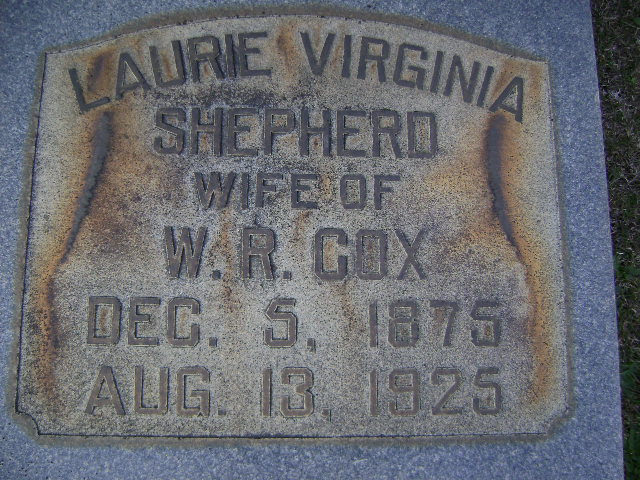 LAURIE VIRGINIA
SHEPHERD
WIFE OF
W. R. COX
DEC. 5, 1875
AUG. 13, 1925